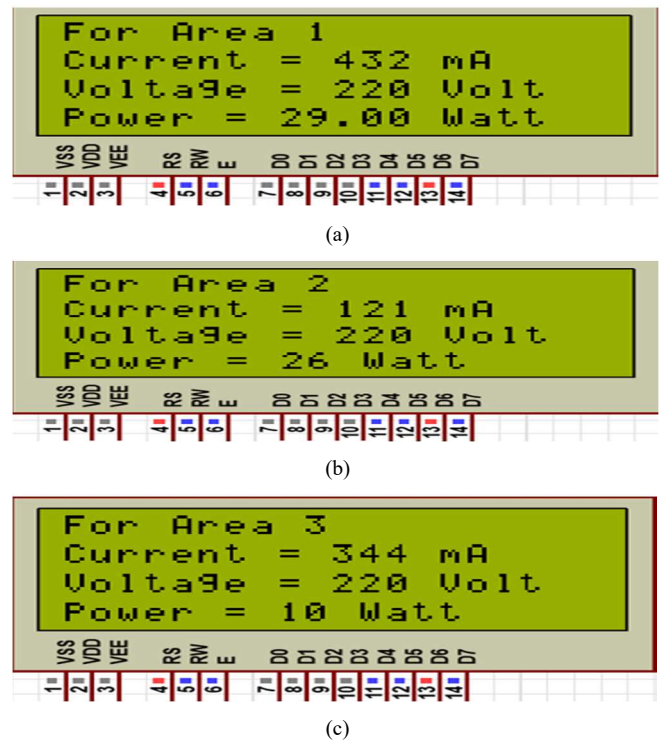 For Area 1
Current = 432 mA
Voltage = 220 Volt
Power = 29.00 Watt
VSS VDD VEE RS RW E D0 D1 D2 D3 D4 D5 D6 D7
1 2 3 4 5 6 7 8 9 10 11 12 13 14
(a)
For Area 2
Current = 121 mA
Voltage = 220 Volt
Power = 26 Watt
VSS VDD VEE RS RW E D0 D1 D2 D3 D4 D5 D6 D7
1 2 3 4 5 6 7 8 9 10 11 12 13 14
(b)
For Area 3
Current = 344 mA
Voltage = 220 Volt
Power = 10 Watt
VSS VDD VEE RS RW E D0 D1 D2 D3 D4 D5 D6 D7
1 2 3 4 5 6 7 8 9 10 11 12 13 14
(c)